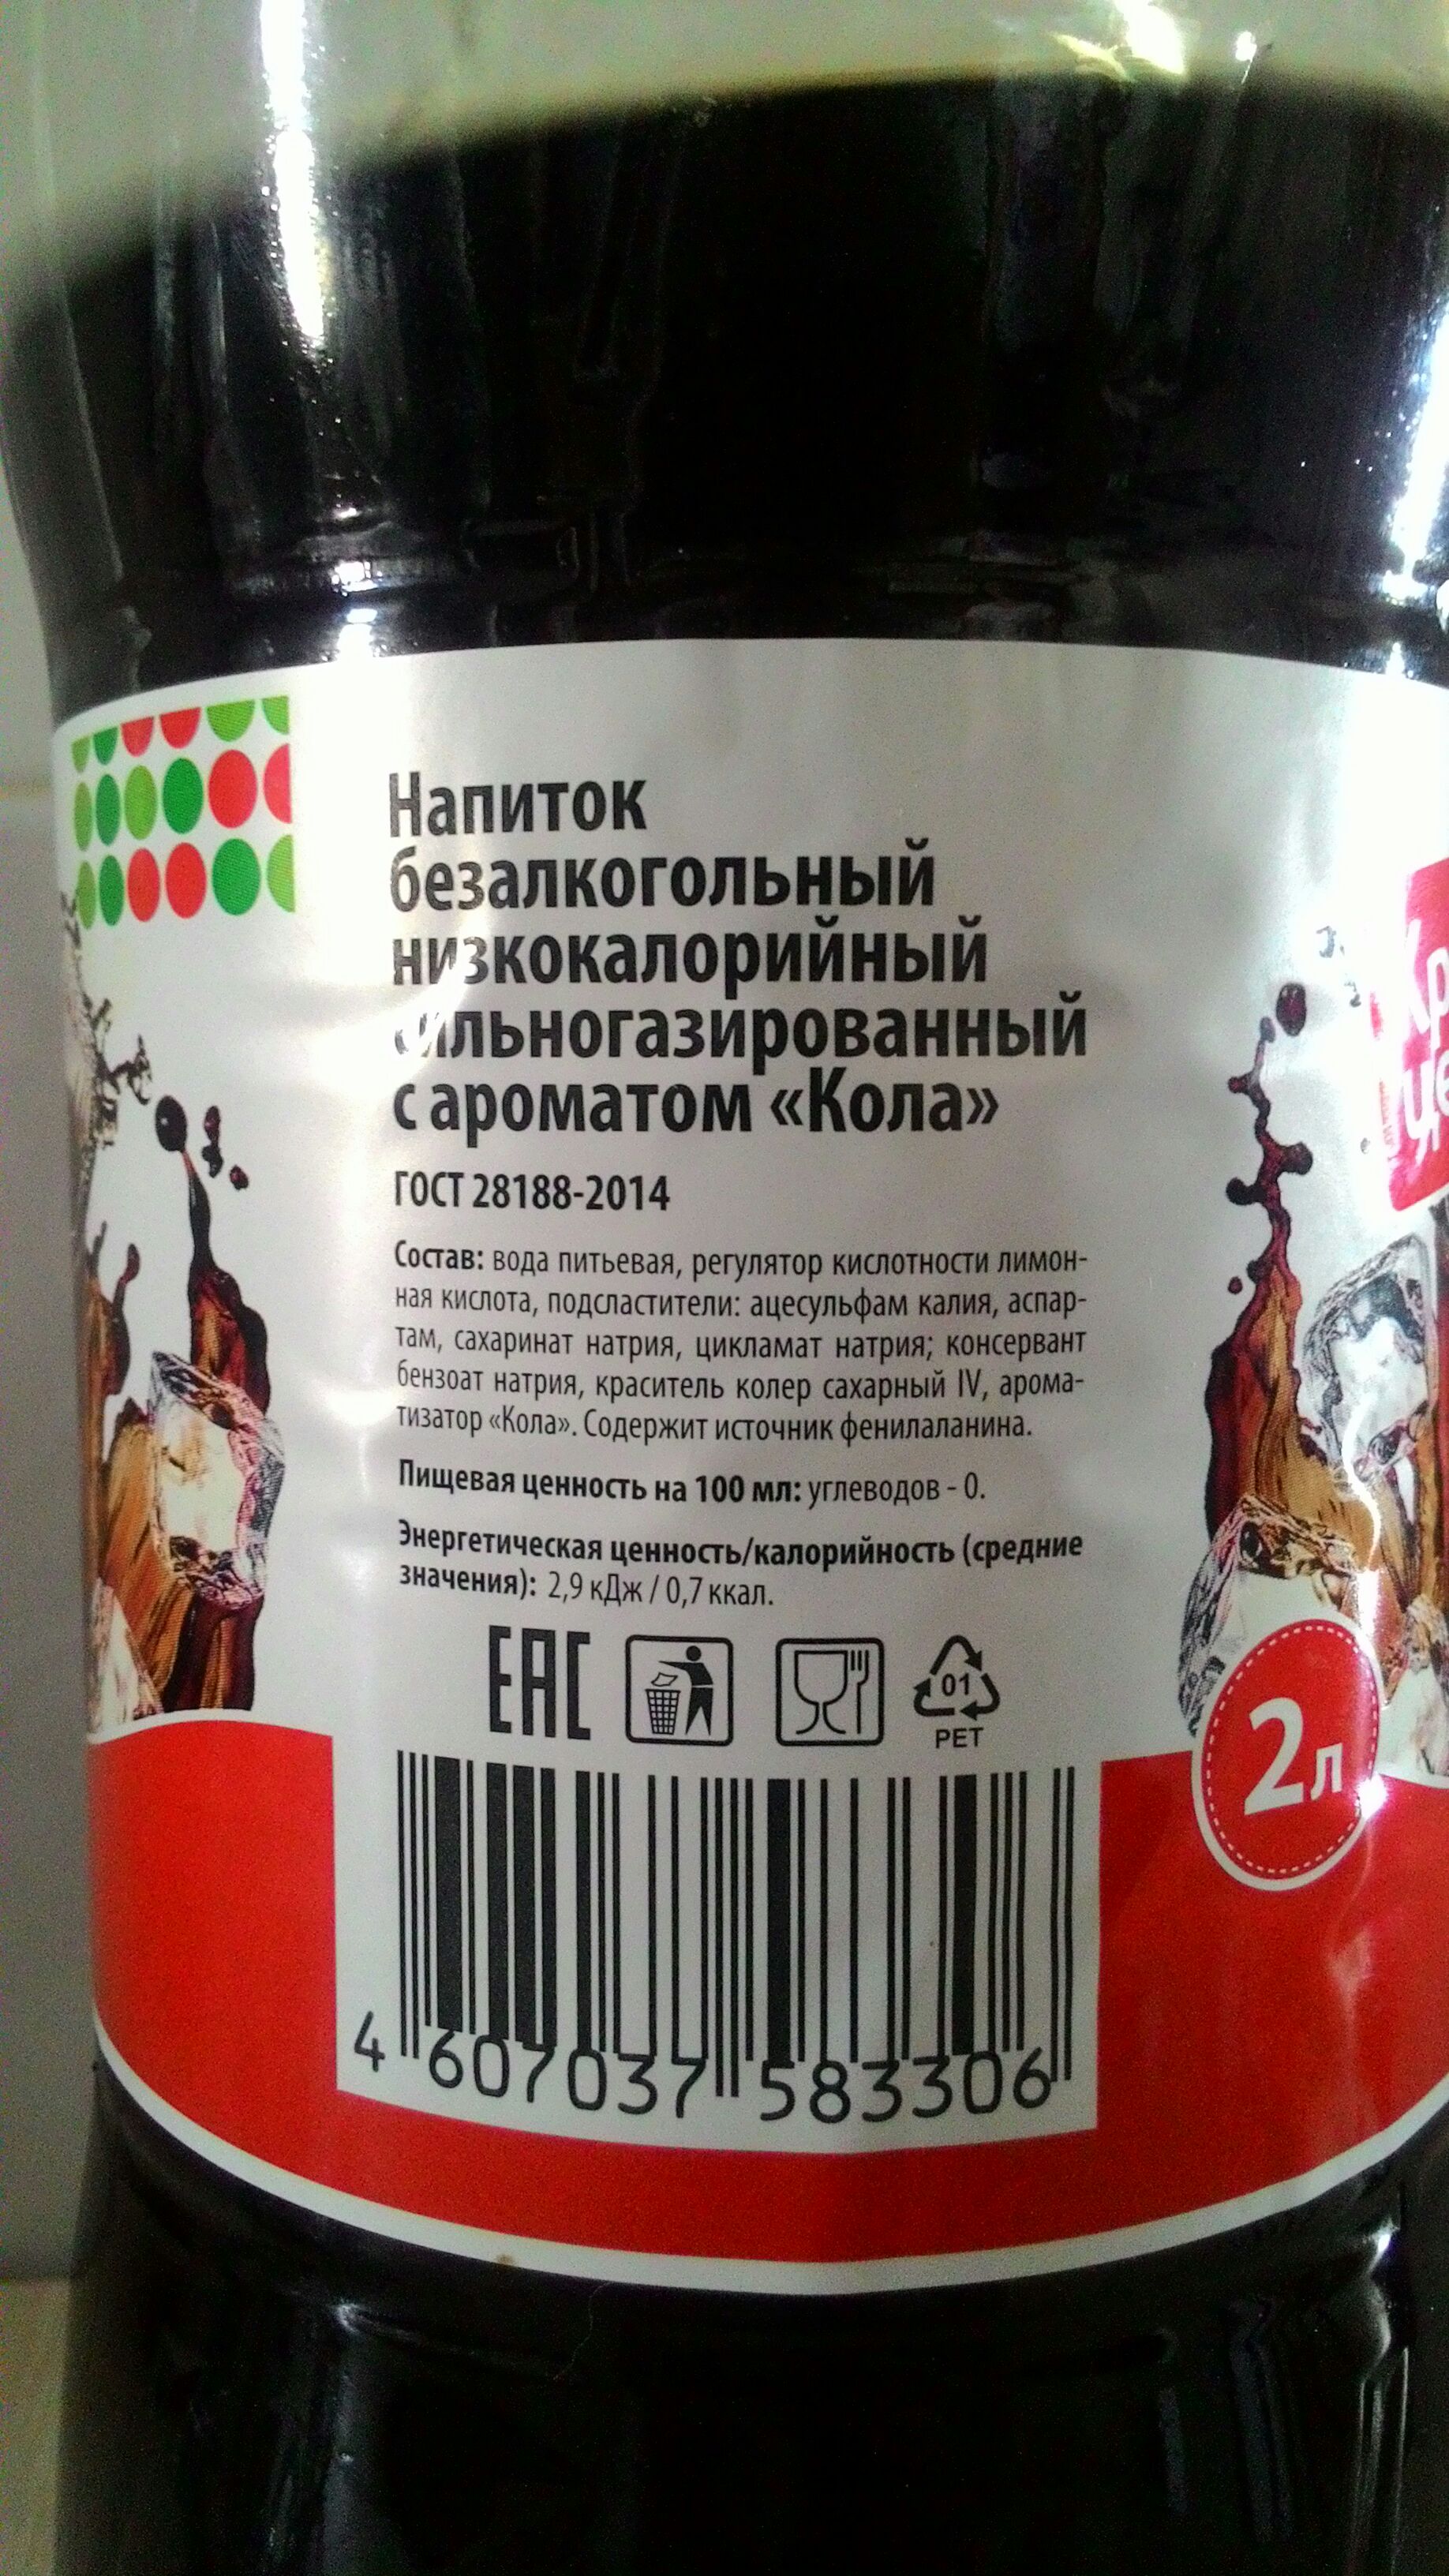 Напиток
безалкогольный
низкокалорийный
сильногазированный
с ароматом «Кола»
ГОСТ 28188-2014
Состав: вода питьевая, регулятор кислотности лимон-
ная кислота, подсластители: ацесульфам калия, аспар-
там, сахаринат натрия, цикламат натрия; консервант
бензоат натрия, краситель колер сахарный IV, арома-
тизатор «Кола». Содержит источник фенилаланина.
Пищевая ценность на 100 мл: углеводов - 0.
Энергетическая ценность/калорийность (средние
значения): 2,9 кДж / 0,7 ккал.
EAC
01
PET
2л
4 607037 583306